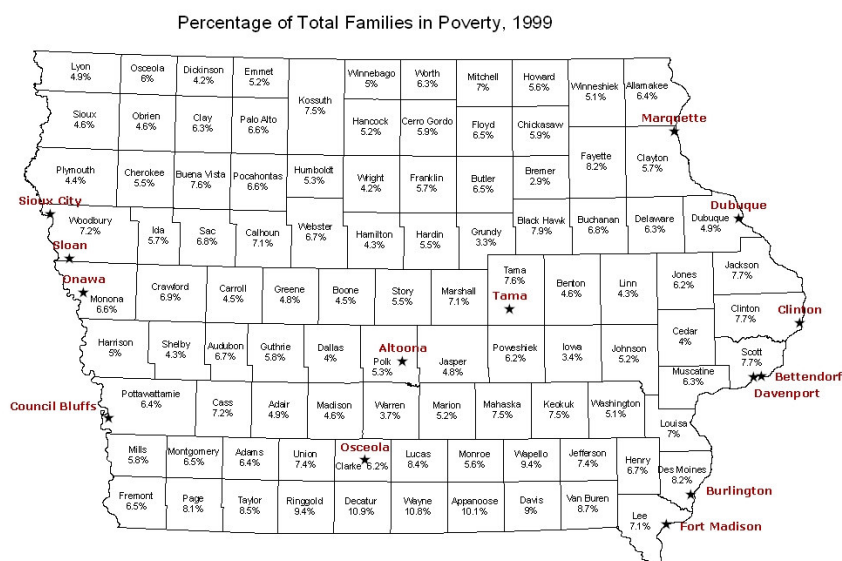 Percentage of Total Families in Poverty, 1999
Lyon
4.9%
Osceola
6%
Dickinson
4.2%
Emmet
5.2%
Kossuth
7.5%
Winnebago
5%
Worth
6.3%
Mitchell
7%
Howard
5.6%
Winneshiek
5.1%
Allamakee
6.4%
Marquette
Sioux
4.6%
Obrien
4.6%
Clay
6.3%
Palo Alto
6.6%
Hancock
5.2%
Cerro Gordo
5.9%
Floyd
6.5%
Chickasaw
5.9%
Fayette
8.2%
Clayton
5.7%
Plymouth
4.4%
Cherokee
5.5%
Buena Vista
7.6%
Pocahontas
6.6%
Humboldt
5.3%
Wright
4.2%
Franklin
5.7%
Butler
6.5%
Bremer
2.9%
Sioux City
Woodbury
7.2%
Ida
5.7%
Sac
6.8%
Calhoun
7.1%
Webster
6.7%
Hamilton
4.3%
Hardin
5.5%
Grundy
3.3%
Black Hawk
7.9%
Buchanan
6.8%
Delaware
6.3%
Dubuque
Dubuque
4.9%
Sloan
Onawa
Monona
6.6%
Crawford
6.9%
Carroll
4.5%
Greene
4.8%
Boone
4.5%
Story
5.5%
Marshall
7.1%
Tama
7.6%
Tama
Benton
4.6%
Linn
4.3%
Jones
6.2%
Jackson
7.7%
Clinton
7.7%
Clinton
Harrison
5%
Shelby
4.3%
Audubon
6.7%
Guthrie
5.8%
Dallas
4%
Altoona
Polk
5.3%
Jasper
4.8%
Poweshiek
6.2%
Iowa
3.4%
Johnson
5.2%
Cedar
4%
Scott
7.7%
Muscatine
6.3%
Bettendorf
Davenport
Council Bluffs
Pottawattamie
6.4%
Cass
7.2%
Adair
4.9%
Madison
4.6%
Warren
3.7%
Marion
5.2%
Mahaska
7.5%
Keokuk
7.5%
Washington
5.1%
Louisa
7%
Mills
5.8%
Montgomery
6.5%
Adams
6.4%
Union
7.4%
Osceola
Clarke 6.2%
Lucas
8.4%
Monroe
5.6%
Wapello
9.4%
Jefferson
7.4%
Henry
6.7%
Des Moines
8.2%
Burlington
Fremont
6.5%
Page
8.1%
Taylor
8.5%
Ringgold
9.4%
Decatur
10.9%
Wayne
10.8%
Appanoose
10.1%
Davis
9%
Van Buren
8.7%
Lee
7.1%
Fort Madison